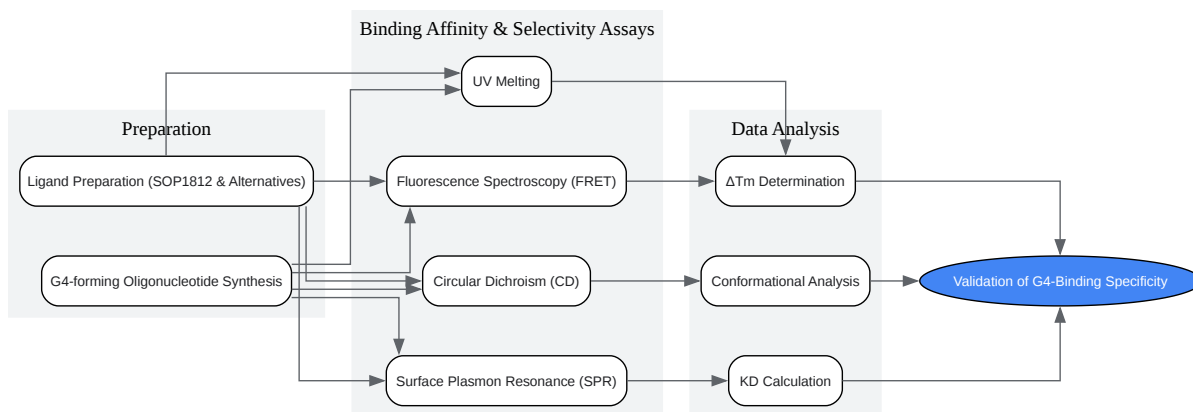 Binding Affinity & Selectivity Assays
UV Melting
Preparation
Data Analysis
Ligand Preparation (SOP1812 & Alternatives)
Fluorescence Spectroscopy (FRET)
ΔTm Determination
G4-forming Oligonucleotide Synthesis
Circular Dichroism (CD)
Conformational Analysis
Validation of G4-Binding Specificity
Surface Plasmon Resonance (SPR)
KD Calculation